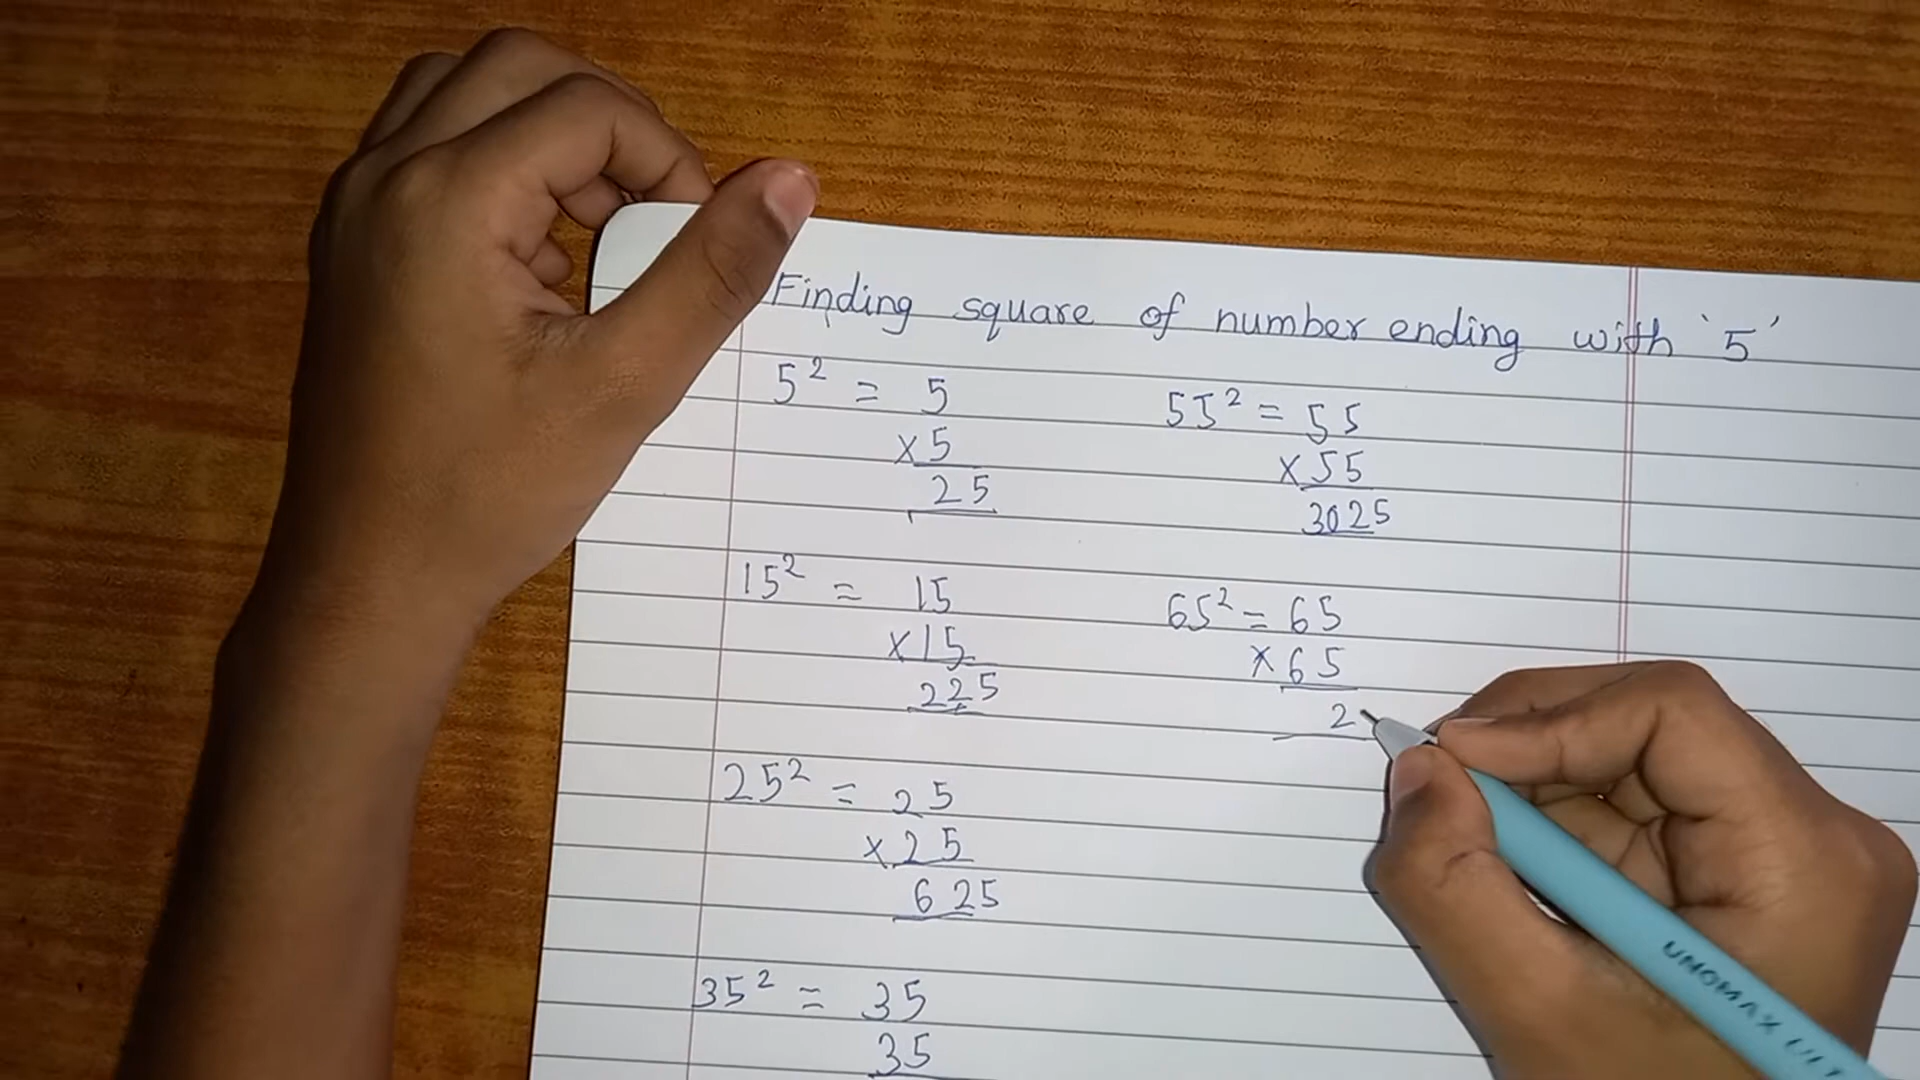 Finding square of number ending with '5'
5² = 5
×5
25
15² = 15
×15
225
25² = 25
×25
625
35² = 35
35
55² = 55
×55
3025
65² = 65
×65
2
UNOMAX